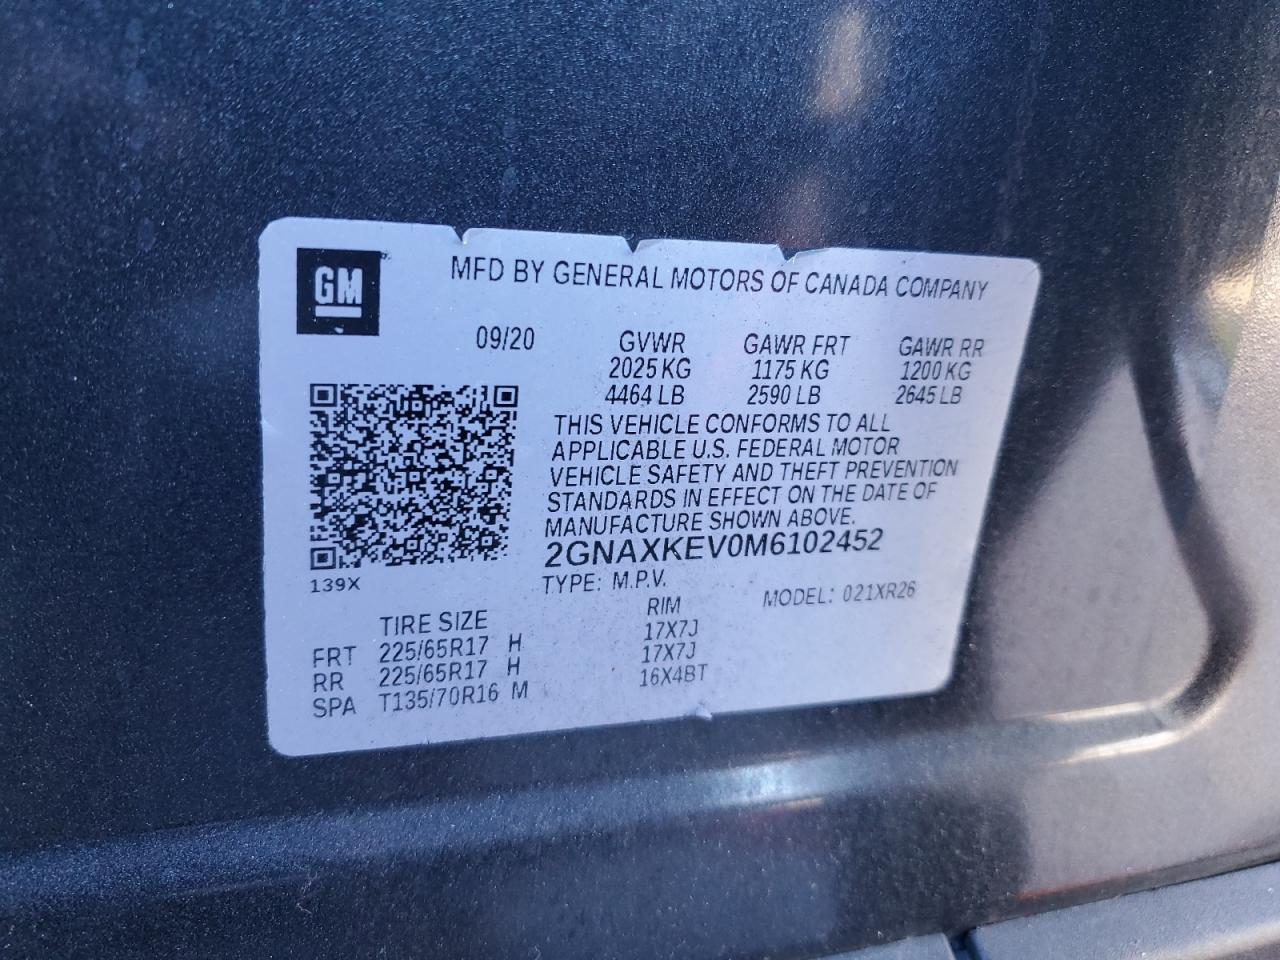 GM
MFD BY GENERAL MOTORS OF CANADA COMPANY
09/20 GVWR GAWR FRT GAWR RR
2025 KG 1175 KG 1200 KG
4464 LB 2590 LB 2645 LB
THIS VEHICLE CONFORMS TO ALL
APPLICABLE U.S. FEDERAL MOTOR
VEHICLE SAFETY AND THEFT PREVENTION
STANDARDS IN EFFECT ON THE DATE OF
MANUFACTURE SHOWN ABOVE.
2GNAXKEV0M6102452
139X
TYPE: M.P.V. MODEL: 021XR26
TIRE SIZE RIM
FRT 225/65R17 H 17X7J
RR 225/65R17 H 17X7J
SPA T135/70R16 M 16X4BT